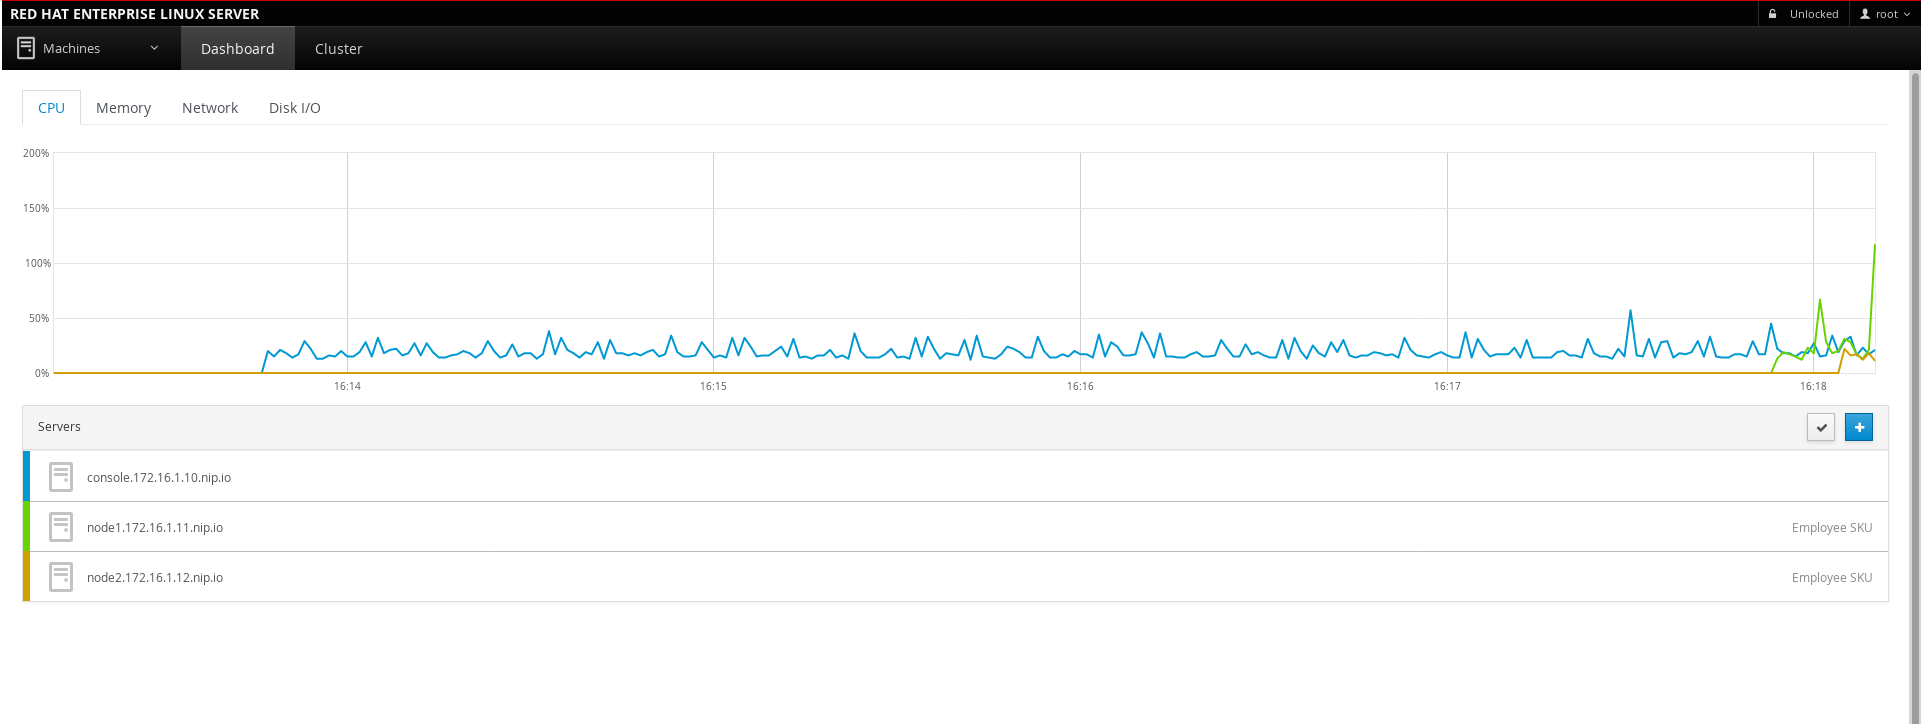 RED HAT ENTERPRISE LINUX SERVER
Unlocked
root
Machines
Dashboard
Cluster
CPU
Memory
Network
Disk I/O
200%
150%
100%
50%
0%
16:14
16:15
16:16
16:17
16:18
Servers
console.172.16.1.10.nip.io
node1.172.16.1.11.nip.io
Employee SKU
node2.172.16.1.12.nip.io
Employee SKU